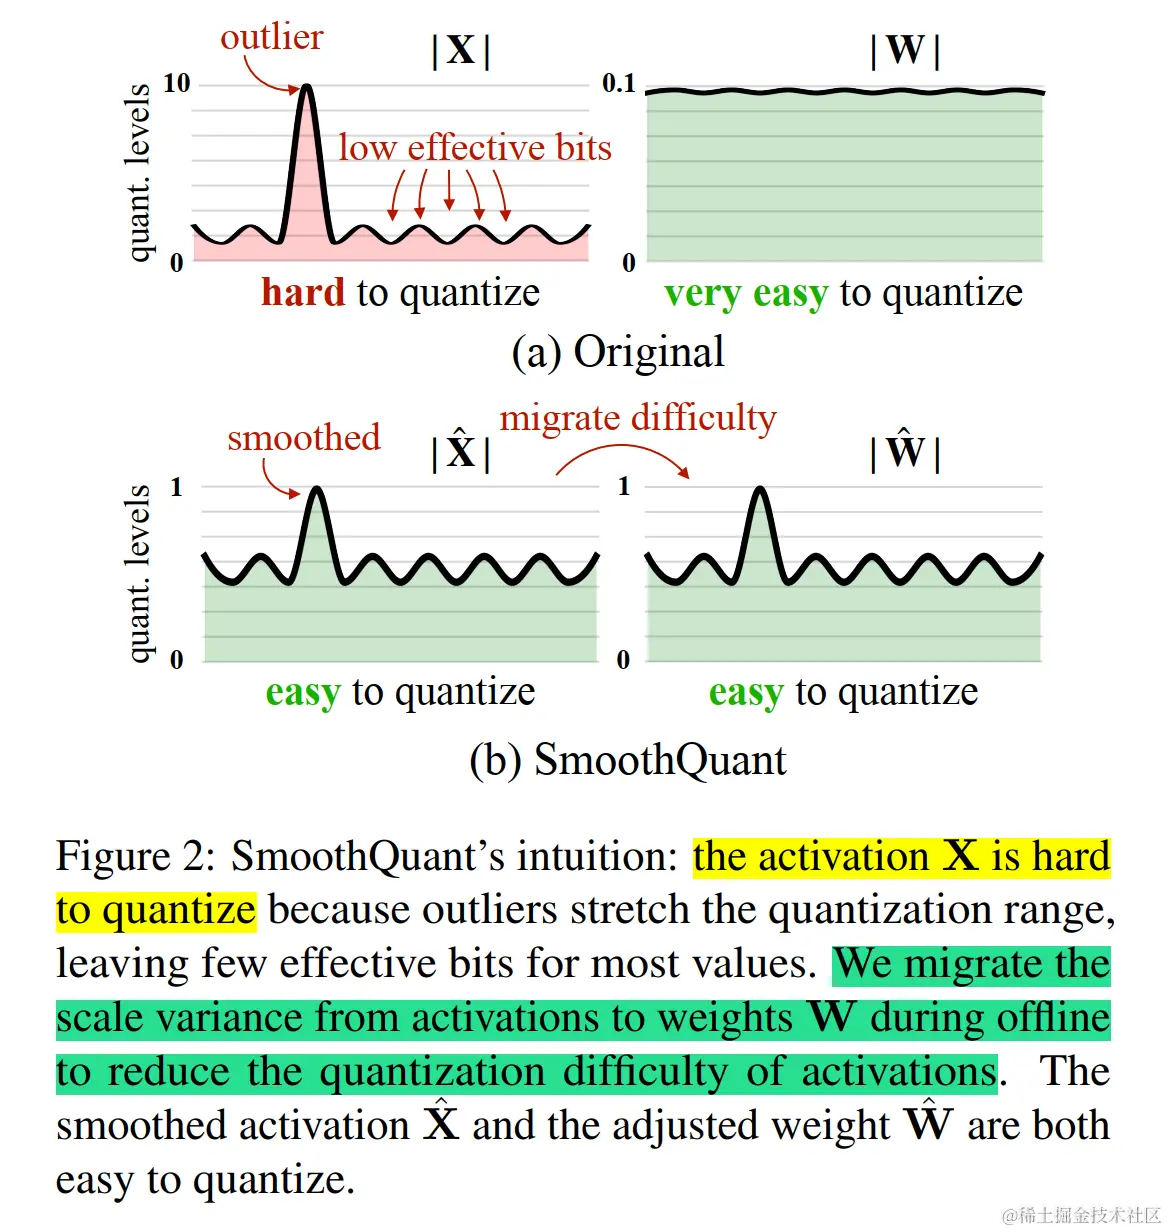 outlier
|X|
|W|
10
0.1
quant. levels
low effective bits
0
0
hard to quantize
very easy to quantize
(a) Original
migrate difficulty
smoothed
|X̂|
|Ŵ|
1
1
quant. levels
0
0
easy to quantize
easy to quantize
(b) SmoothQuant
Figure 2: SmoothQuant's intuition: the activation X is hard
to quantize because outliers stretch the quantization range,
leaving few effective bits for most values. We migrate the
scale variance from activations to weights W during offline
to reduce the quantization difficulty of activations. The
smoothed activation X̂ and the adjusted weight Ŵ are both
easy to quantize.
@稀土掘金技术社区